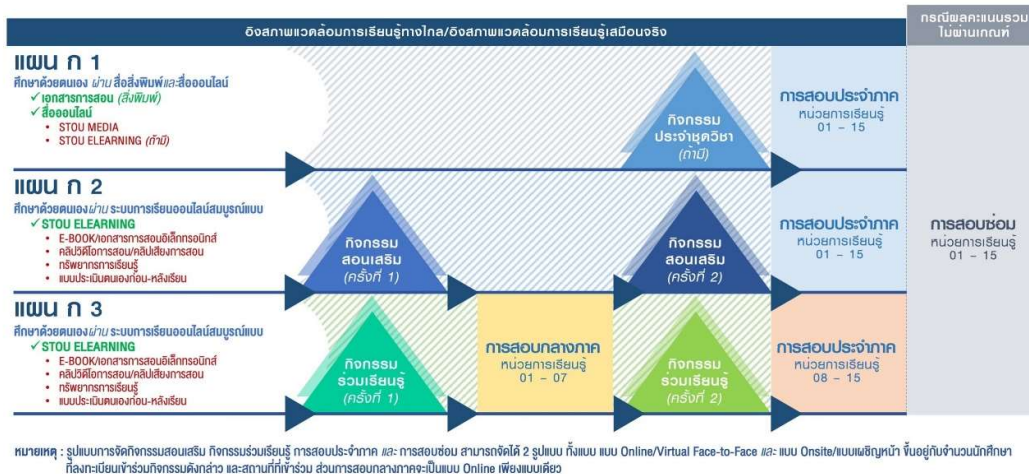 อิงสภาพแวดล้อมการเรียนรู้ทางไกล/อิงสภาพแวดล้อมการเรียนรู้เสมือนจริง
กรณีผลคะแนนรวม
ไม่ผ่านเกณฑ์
แผน ก 1
ศึกษาด้วยตนเอง ผ่าน สื่อสิ่งพิมพ์และสื่อออนไลน์
✓ เอกสารการสอน (สิ่งพิมพ์)
✓ สื่อออนไลน์
• STOU MEDIA
• STOU ELEARNING (ถ้ามี)
กิจกรรม
ประจำชุดวิชา
(ถ้ามี)
การสอบประจำภาค
หน่วยการเรียนรู้
01 - 15
แผน ก 2
ศึกษาด้วยตนเองผ่าน ระบบการเรียนออนไลน์สมบูรณ์แบบ
✓ STOU ELEARNING
• E-BOOK/เอกสารการสอนอิเล็กทรอนิกส์
• คลิปวิดีโอการสอน/คลิปเสียงการสอน
• ทรัพยากรการเรียนรู้
• แบบประเมินตนเองก่อน-หลังเรียน
กิจกรรม
สอนเสริม
(ครั้งที่ 1)
กิจกรรม
สอนเสริม
(ครั้งที่ 2)
การสอบประจำภาค
หน่วยการเรียนรู้
01 - 15
การสอบซ่อม
หน่วยการเรียนรู้
01 - 15
แผน ก 3
ศึกษาด้วยตนเองผ่าน ระบบการเรียนออนไลน์สมบูรณ์แบบ
✓ STOU ELEARNING
• E-BOOK/เอกสารการสอนอิเล็กทรอนิกส์
• คลิปวิดีโอการสอน/คลิปเสียงการสอน
• ทรัพยากรการเรียนรู้
• แบบประเมินตนเองก่อน-หลังเรียน
กิจกรรม
ร่วมเรียนรู้
(ครั้งที่ 1)
การสอบกลางภาค
หน่วยการเรียนรู้
01 - 07
กิจกรรม
ร่วมเรียนรู้
(ครั้งที่ 2)
การสอบประจำภาค
หน่วยการเรียนรู้
08 - 15
หมายเหตุ : รูปแบบการจัดกิจกรรมสอนเสริม กิจกรรมร่วมเรียนรู้ การสอบประจำภาค และ การสอบซ่อม สามารถจัดได้ 2 รูปแบบ ทั้งแบบ แบบ Online/Virtual Face-to-Face และ แบบ Onsite/แบบเผชิญหน้า ขึ้นอยู่กับจำนวนนักศึกษา
ที่ลงทะเบียนเข้าร่วมกิจกรรมดังกล่าว และสถานที่ที่เข้าร่วม ส่วนการสอบกลางภาคจะเป็นแบบ Online เพียงแบบเดียว